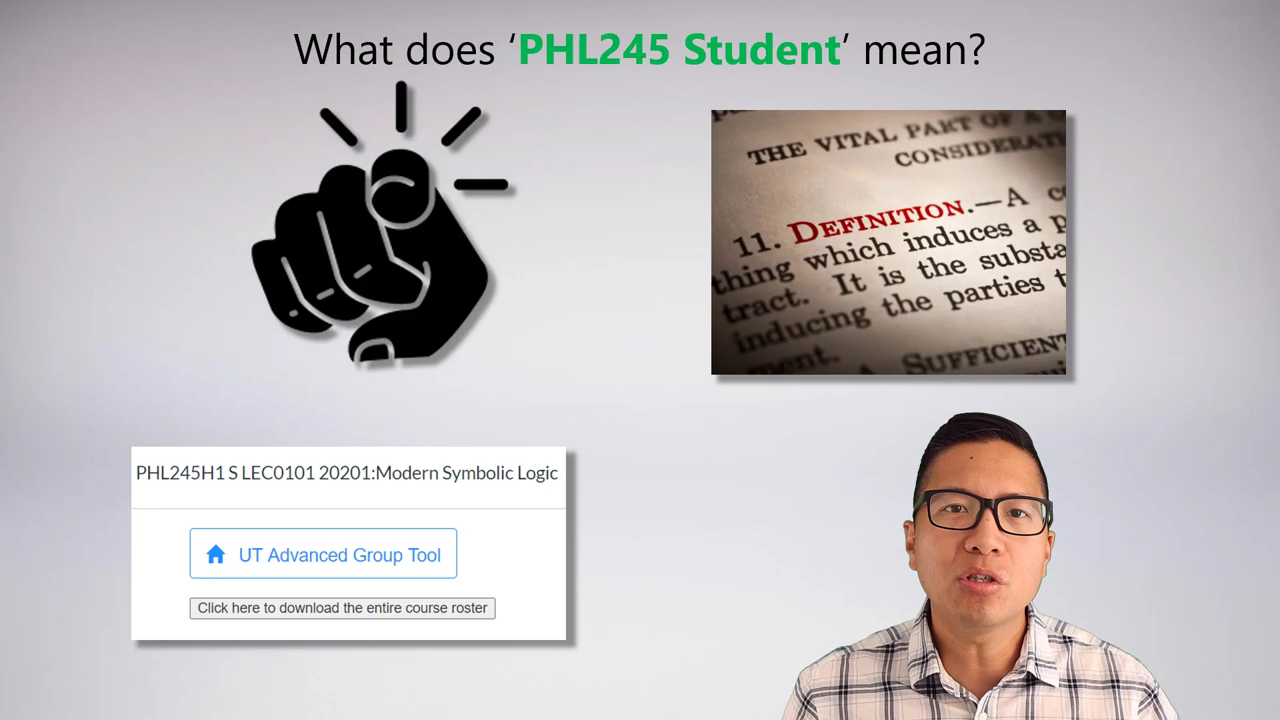 What does ‘PHL245 Student’ mean?
THE VITAL PART OF A
CONSIDERAT
11. DEFINITION.—A
thing which induces a
tract. It is the substa
inducing the parties
ment.
A SUFFICIENT
PHL245H1 S LEC0101 20201:Modern Symbolic Logic
UT Advanced Group Tool
Click here to download the entire course roster